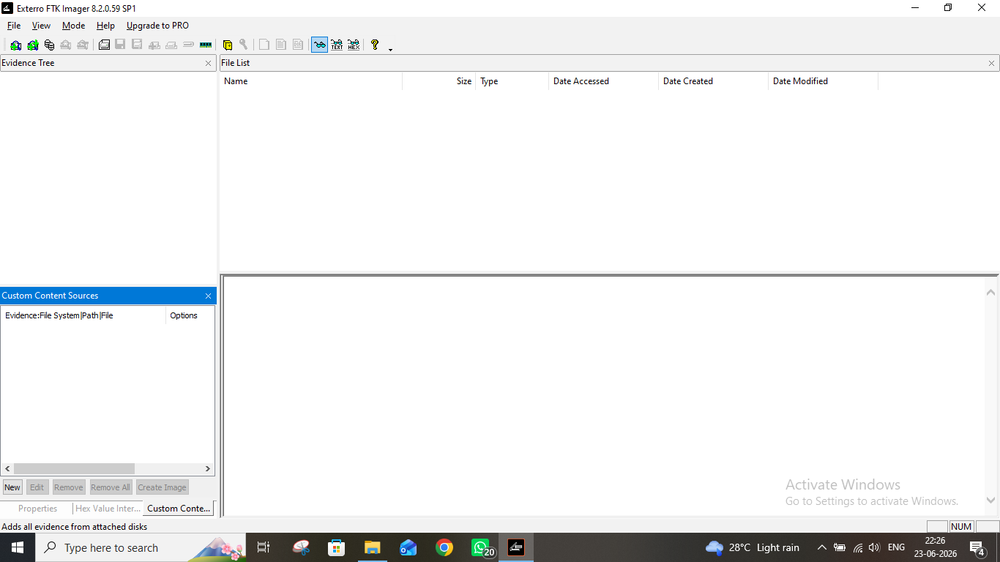 Exterro FTK Imager 8.2.0.59 SP1
File View Mode Help Upgrade to PRO
TEXT HEX
Evidence Tree
File List
Name Size Type Date Accessed Date Created Date Modified
Custom Content Sources
Evidence:File System|Path|File Options
New Edit Remove Remove All Create Image
Properties Hex Value Inter... Custom Conte...
Activate Windows
Go to Settings to activate Windows.
Adds all evidence from attached disks
NUM
Type here to search
20
28°C Light rain
ENG
22:26
23-06-2026
4